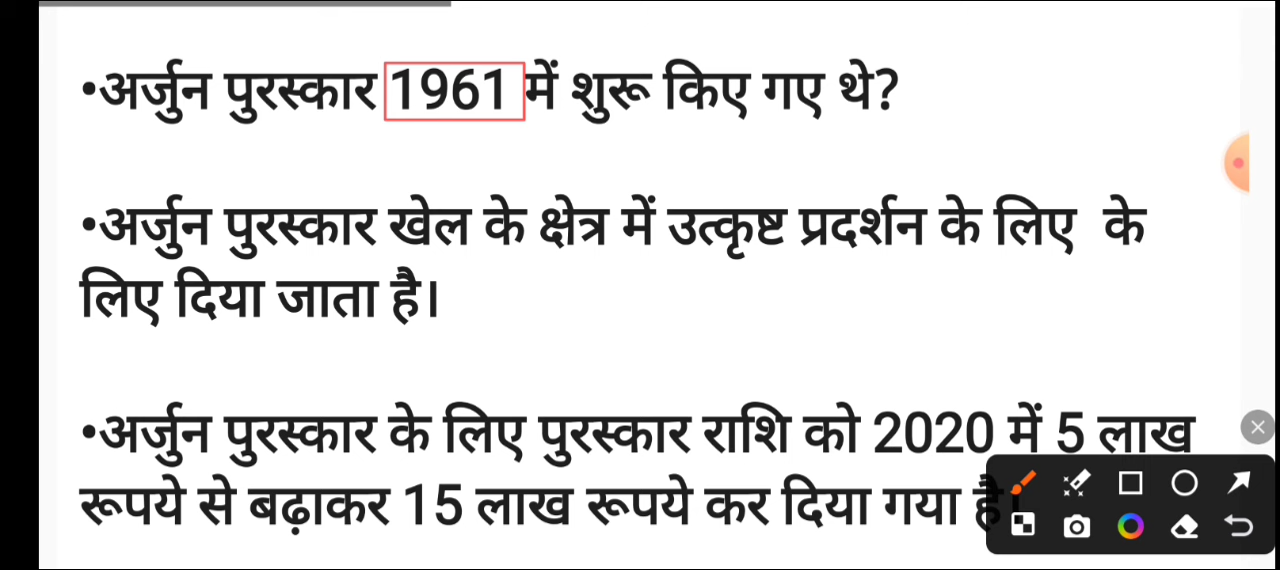 •अर्जुन पुरस्कार 1961 में शुरू किए गए थे?
•अर्जुन पुरस्कार खेल के क्षेत्र में उत्कृष्ट प्रदर्शन के लिए के
लिए दिया जाता है।
•अर्जुन पुरस्कार के लिए पुरस्कार राशि को 2020 में 5 लाख
रूपये से बढ़ाकर 15 लाख रूपये कर दिया गया है।